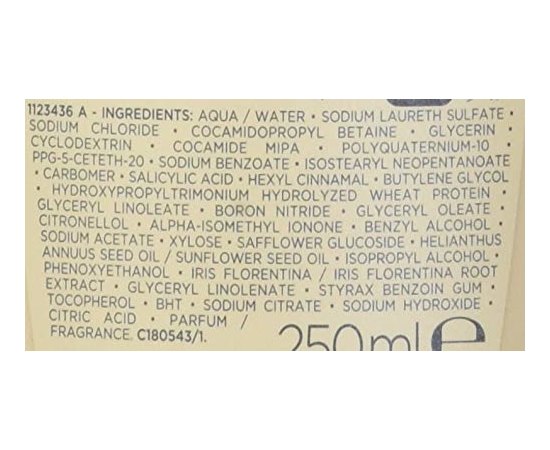 1123436 A - INGREDIENTS: AQUA / WATER • SODIUM LAURETH SULFATE •
SODIUM CHLORIDE • COCAMIDOPROPYL BETAINE • GLYCERIN
CYCLODEXTRIN • COCAMIDE MIPA • POLYQUATERNIUM-10
PPG-5-CETETH-20 • SODIUM BENZOATE • ISOSTEARYL NEOPENTANOATE
• CARBOMER • SALICYLIC ACID • HEXYL CINNAMAL • BUTYLENE GLYCOL
• HYDROXYPROPYLTRIMONIUM HYDROLYZED WHEAT PROTEIN •
GLYCERYL LINOLEATE • BORON NITRIDE • GLYCERYL OLEATE •
CITRONELLOL • ALPHA-ISOMETHYL IONONE • BENZYL ALCOHOL •
SODIUM ACETATE • XYLOSE • SAFFLOWER GLUCOSIDE • HELIANTHUS
ANNUUS SEED OIL / SUNFLOWER SEED OIL • ISOPROPYL ALCOHOL •
PHENOXYETHANOL • IRIS FLORENTINA / IRIS FLORENTINA ROOT
EXTRACT • GLYCERYL LINOLENATE • STYRAX BENZOIN GUM •
TOCOPHEROL • BHT • SODIUM CITRATE • SODIUM HYDROXIDE •
CITRIC ACID • PARFUM /
FRAGRANCE. C180543/1.
250ml e